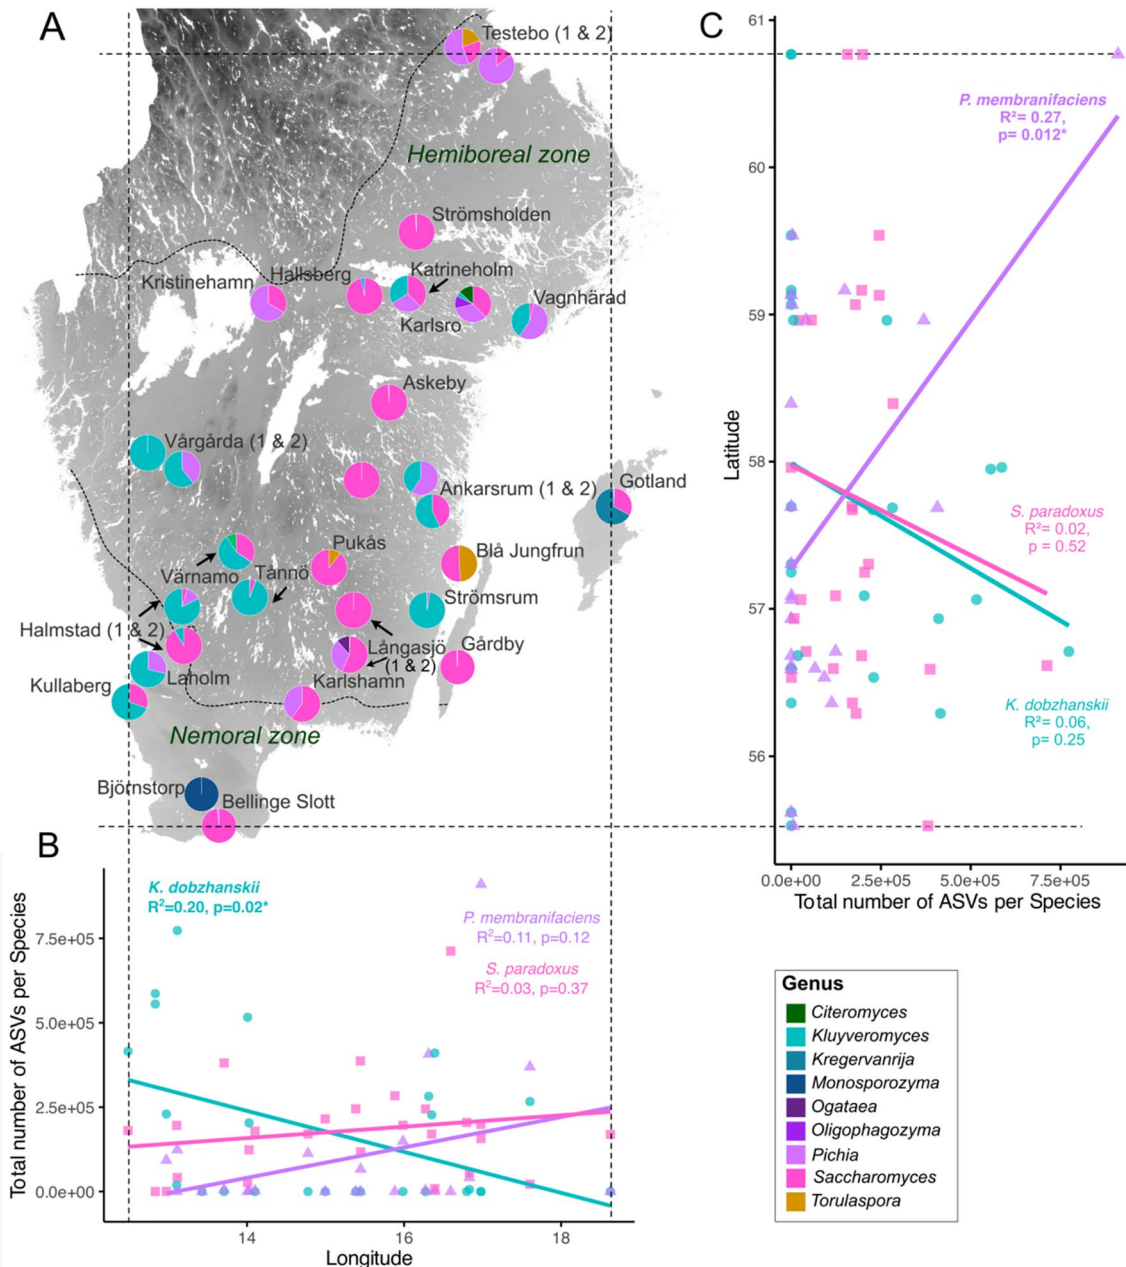 A
Testebo (1 & 2)
Hemiboreal zone
Strömsholden
Kristinehamn
Hallsberg
Katrineholm
Karlsro
Vagnhärad
Askeby
Vårgårda (1 & 2)
Ankarsrum (1 & 2)
Gotland
Pukås
Blå Jungfrun
Värnamo
Tånnö
Strömsrum
Halmstad (1 & 2)
Långasjö
(1 & 2)
Gårdby
Laholm
Karlshamn
Kullaberg
Nemoral zone
Björnstorp
Bellinge Slott
B
K. dobzhanskii
R²=0.20, p=0.02*
P. membranifaciens
R²=0.11, p=0.12
S. paradoxus
R²=0.03, p=0.37
Total number of ASVs per Species
7.5e+05
5.0e+05
2.5e+05
0.0e+00
14
16
18
Longitude
C
61
60
59
58
57
56
Latitude
P. membranifaciens
R²= 0.27,
p= 0.012*
S. paradoxus
R²= 0.02,
p = 0.52
K. dobzhanskii
R²= 0.06,
p= 0.25
0.0e+00
2.5e+05
5.0e+05
7.5e+05
Total number of ASVs per Species
Genus
Citeromyces
Kluyveromyces
Kregervanrija
Monosporozyma
Ogataea
Oligophagozyma
Pichia
Saccharomyces
Torulaspora